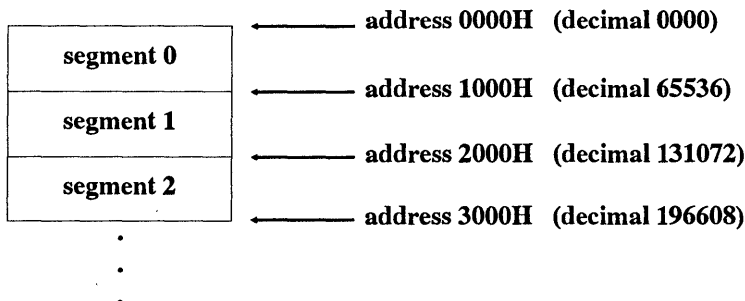 address 0000H (decimal 0000)
segment 0
address 1000H (decimal 65536)
segment 1
address 2000H (decimal 131072)
segment 2
address 3000H (decimal 196608)